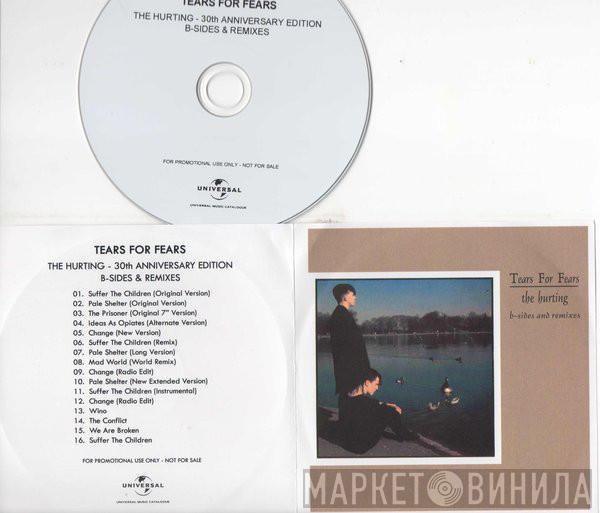 TEARS FOR FEARS
THE HURTING - 30th ANNIVERSARY EDITION
B-SIDES & REMIXES
FOR PROMOTIONAL USE ONLY - NOT FOR SALE
UNIVERSAL
UNIVERSAL MUSIC CATALOGUE
TEARS FOR FEARS
THE HURTING - 30th ANNIVERSARY EDITION
B-SIDES & REMIXES
01. Suffer The Children (Original Version)
02. Pale Shelter (Original Version)
03. The Prisoner (Original 7" Version)
04. Ideas As Opiates (Alternate Version)
05. Change (New Version)
06. Suffer The Children (Remix)
07. Pale Shelter (Long Version)
08. Mad World (World Remix)
09. Change (Radio Edit)
10. Pale Shelter (New Extended Version)
11. Suffer The Children (Instrumental)
12. Change (Radio Edit)
13. Wino
14. The Conflict
15. We Are Broken
16. Suffer The Children
FOR PROMOTIONAL USE ONLY - NOT FOR SALE
UNIVERSAL
UNIVERSAL MUSIC CATALOGUE
Tears For Fears
the hurting
b-sides and remixes
МАРКЕТ ВИНИЛА